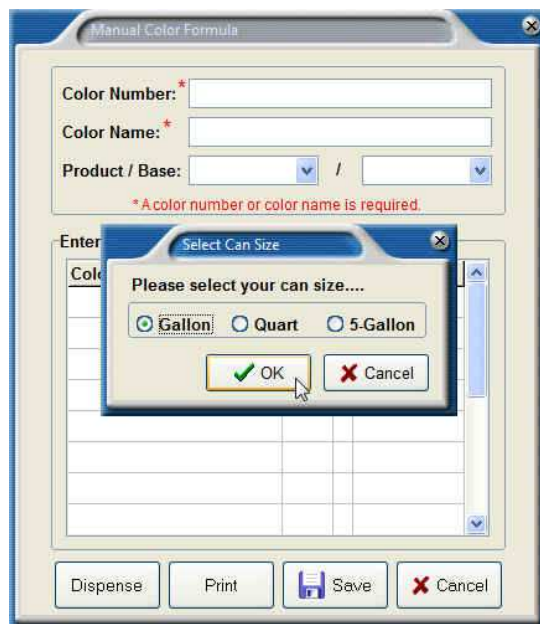 Manual Color Formula
Color Number:*
Color Name: *
Product / Base: /
* A color number or color name is required.
Enter
Select Can Size
Colo
Please select your can size....
Gallon Quart 5-Gallon
OK Cancel
Dispense Print Save Cancel